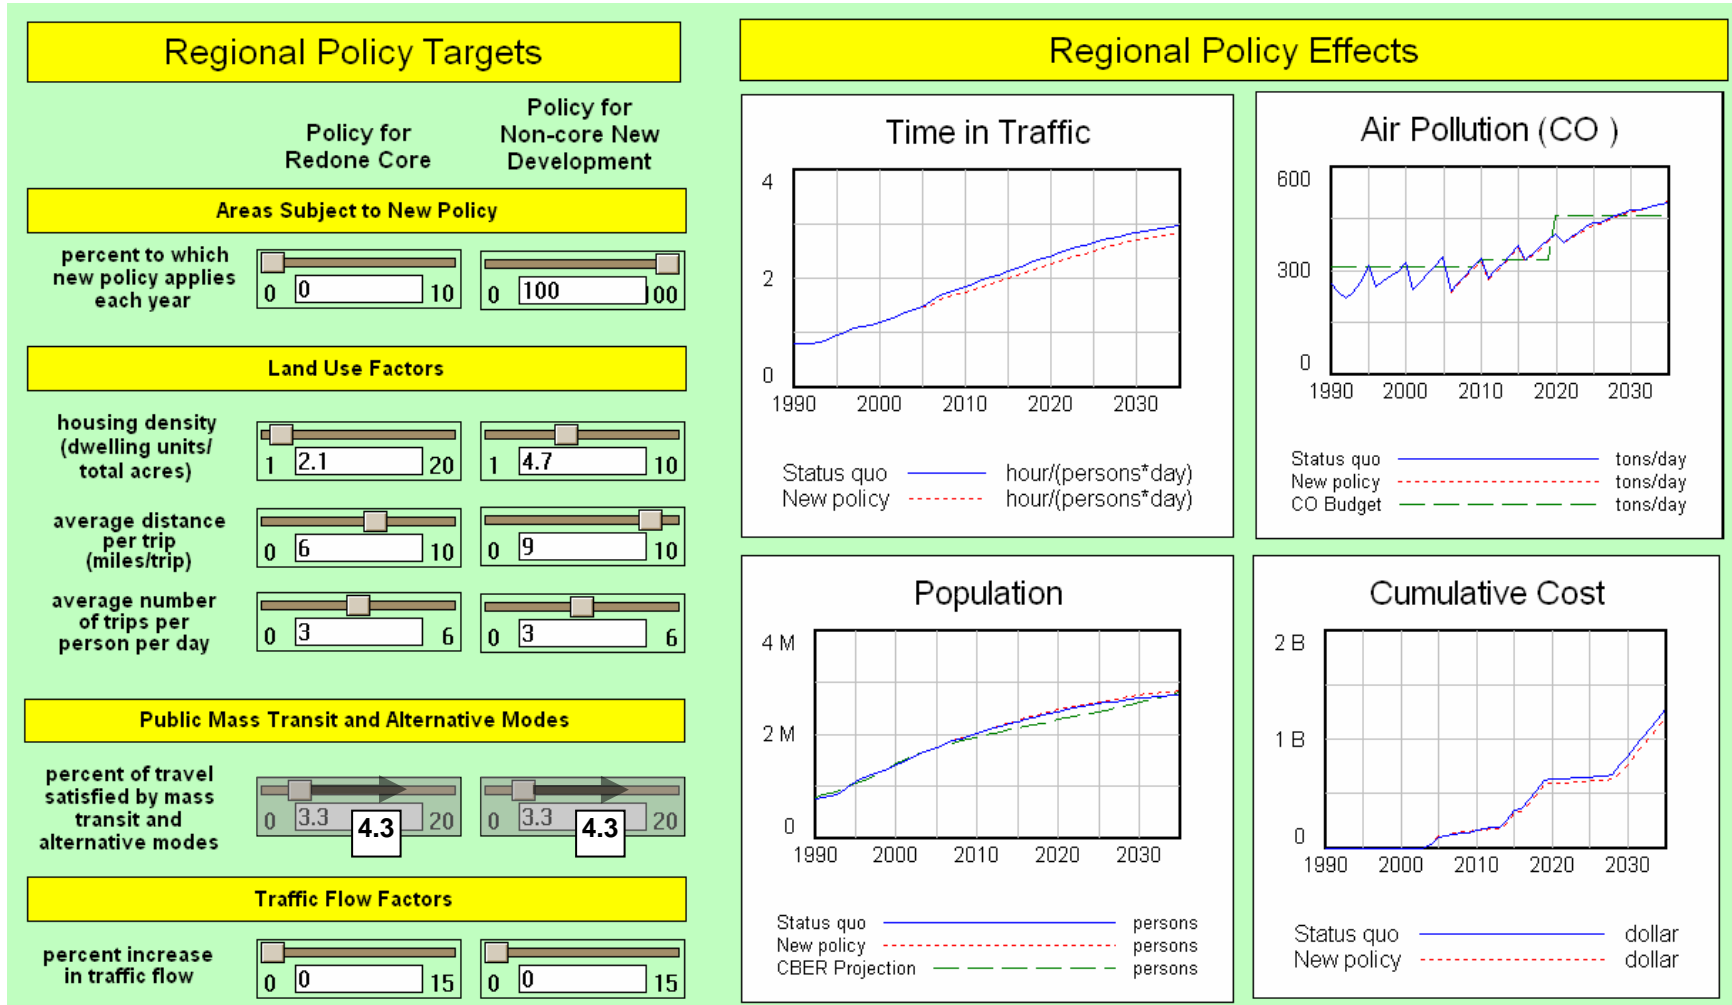 Regional Policy Targets
Policy for
Redone Core
Policy for
Non-core New
Development
Areas Subject to New Policy
percent to which
new policy applies
each year
0 0 10
0 100 100
Land Use Factors
housing density
(dwelling units/
total acres)
1 2.1 20
1 4.7 10
average distance
per trip
(miles/trip)
0 6 10
0 9 10
average number
of trips per
person per day
0 3 6
0 3 6
Public Mass Transit and Alternative Modes
percent of travel
satisfied by mass
transit and
alternative modes
0 3.3 4.3 20
0 3.3 4.3 20
Traffic Flow Factors
percent increase
in traffic flow
0 0 15
0 0 15
Regional Policy Effects
Time in Traffic
4
2
0
1990 2000 2010 2020 2030
Status quo hour/(persons*day)
New policy hour/(persons*day)
Air Pollution (CO )
600
300
0
1990 2000 2010 2020 2030
Status quo tons/day
New policy tons/day
CO Budget tons/day
Population
4 M
2 M
0
1990 2000 2010 2020 2030
Status quo persons
New policy persons
CBER Projection persons
Cumulative Cost
2 B
1 B
0
1990 2000 2010 2020 2030
Status quo dollar
New policy dollar